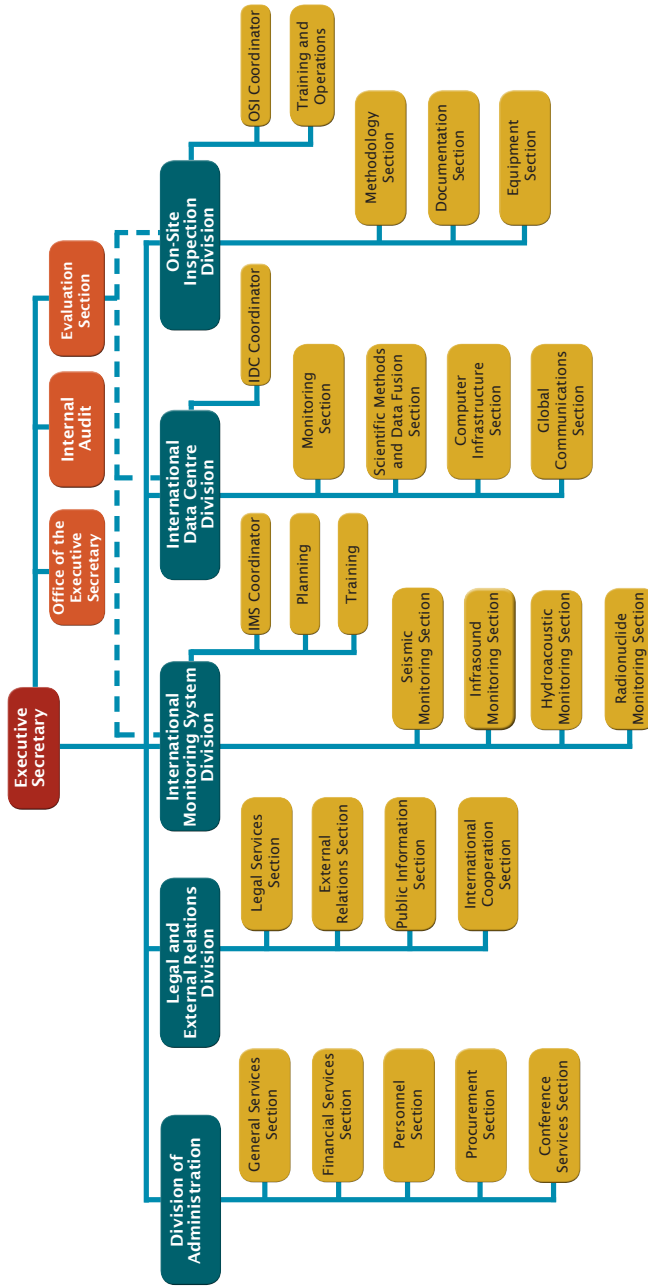 Executive
Secretary
Office of the
Executive
Secretary
Internal
Audit
Evaluation
Section
Division of
Administration
General Services
Section
Financial Services
Section
Personnel
Section
Procurement
Section
Conference
Services Section
Legal and
External Relations
Division
Legal Services
Section
External
Relations Section
Public Information
Section
International
Cooperation
Section
International
Monitoring System
Division
IMS Coordinator
Planning
Training
Seismic
Monitoring Section
Infrasound
Monitoring Section
Hydroacoustic
Monitoring Section
Radionuclide
Monitoring Section
International
Data Centre
Division
IDC Coordinator
Monitoring
Section
Scientific Methods
and Data Fusion
Section
Computer
Infrastructure
Section
Global
Communications
Section
On-Site
Inspection
Division
OSI Coordinator
Training and
Operations
Methodology
Section
Documentation
Section
Equipment
Section